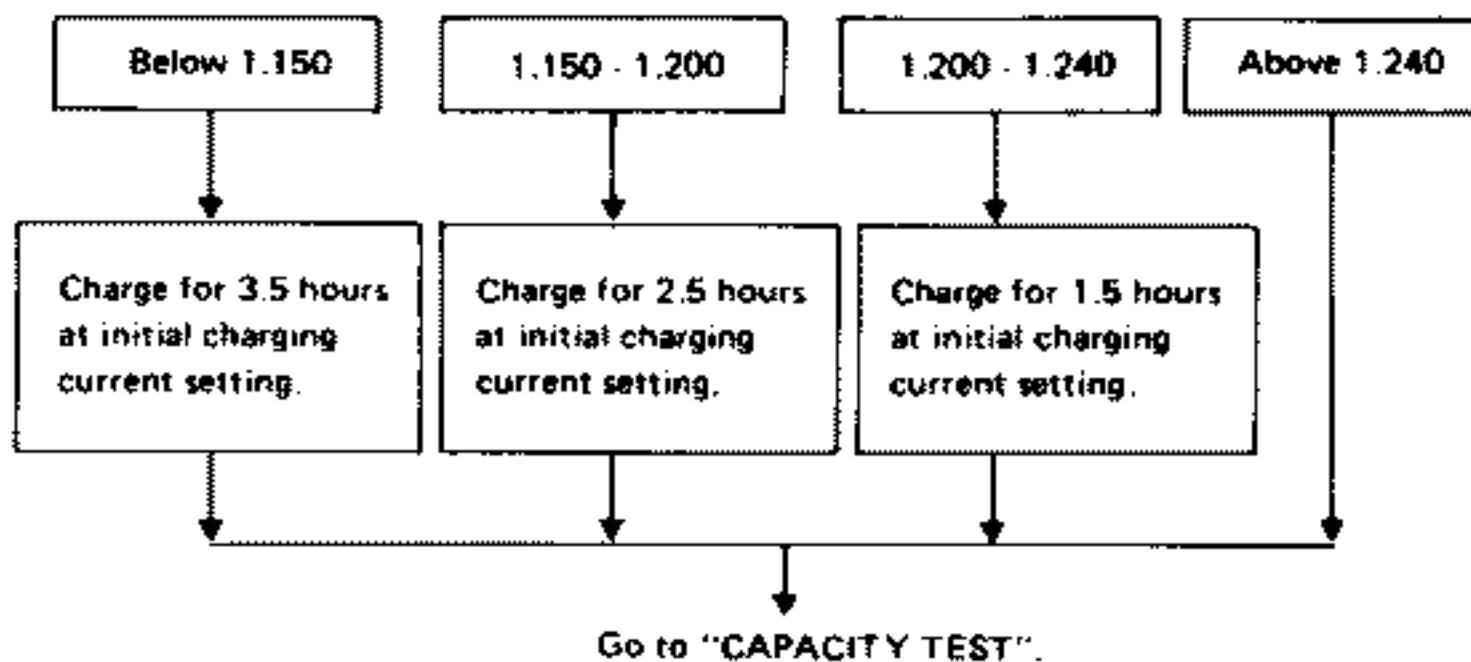 Below 1.150
1.150 - 1.200
1.200 - 1.240
Above 1.240
Charge for 3.5 hours
at initial charging
current setting.
Charge for 2.5 hours
at initial charging
current setting.
Charge for 1.5 hours
at initial charging
current setting.
Go to "CAPACITY TEST".